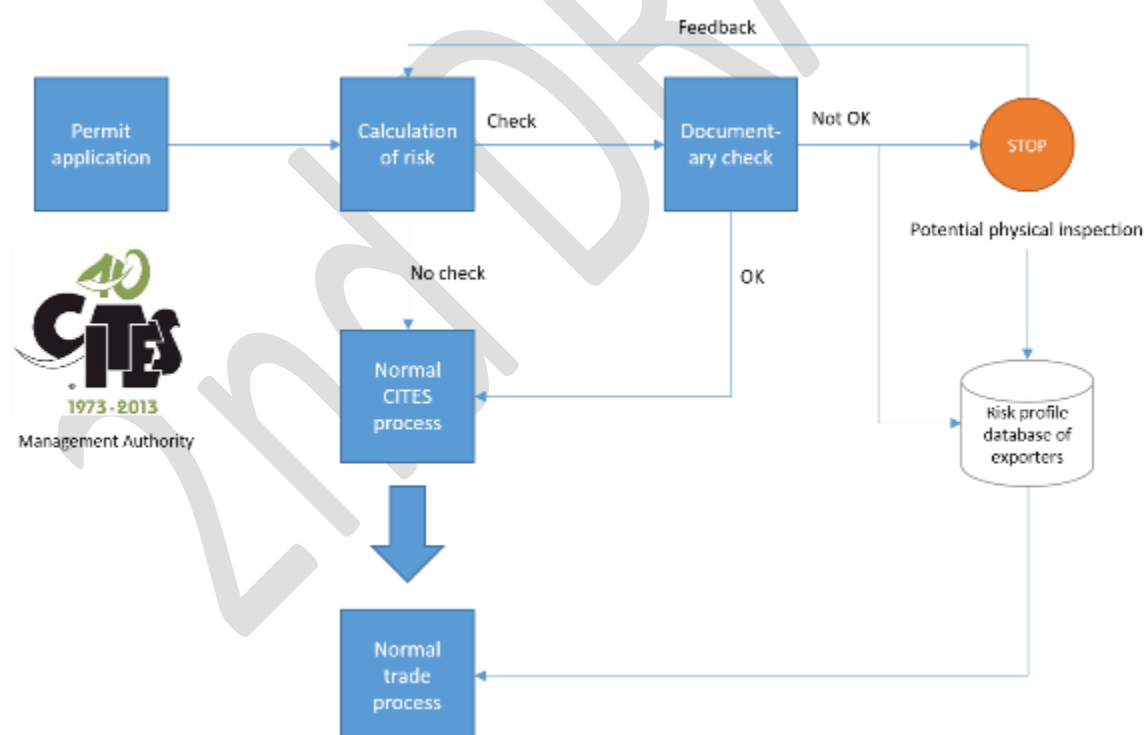 Feedback
Permit
application
Calculation
of risk
Check
Document-
ary check
Not OK
STOP
Potential physical inspection
No check
OK
40
CITES
®
1973-2013
Management Authority
Normal
CITES
process
Risk profile
database of
exporters
Normal
trade
process
2nd DRA